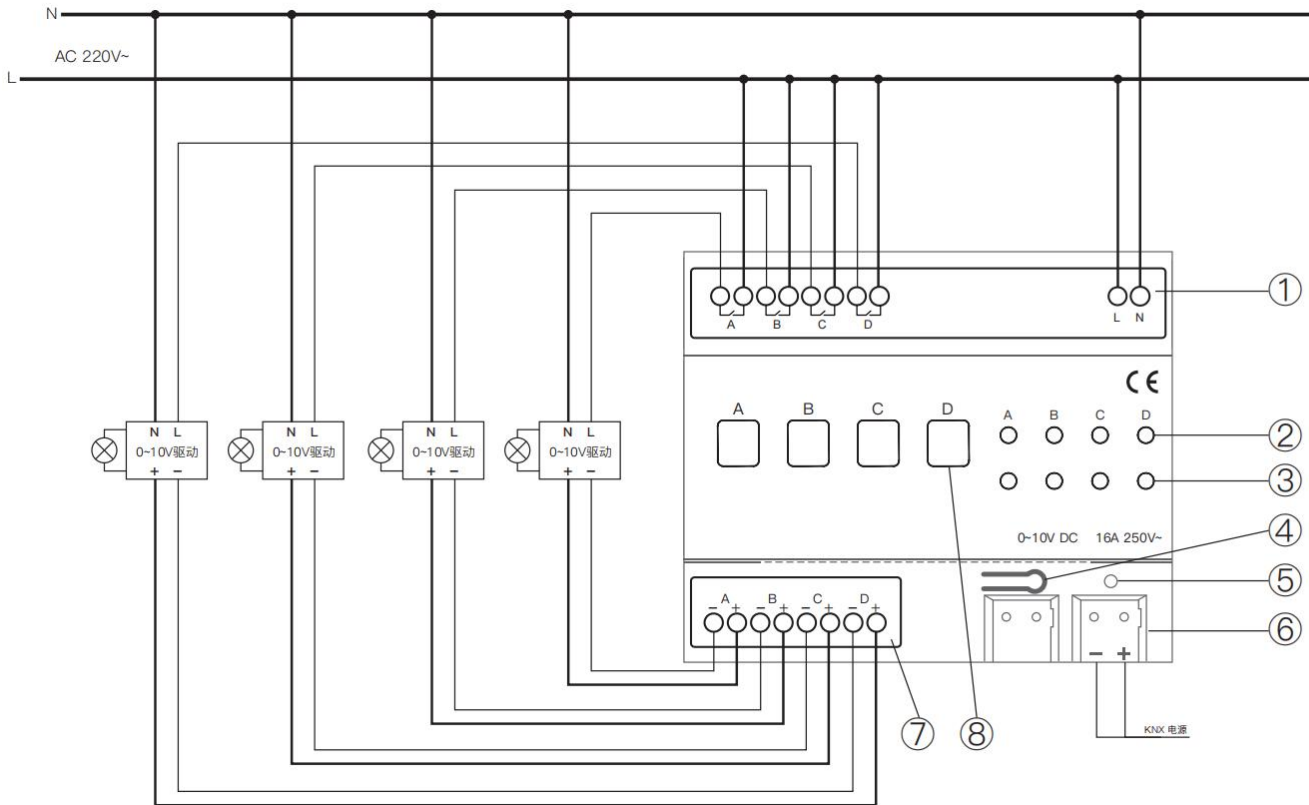 N
AC 220V~
L
A B C D L N
①
CE
A B C D
A B C D
②
③
N L N L N L N L
0~10V驱动 0~10V驱动 0~10V驱动 0~10V驱动
+ − + − + − + −
0~10V DC 16A 250V~
④
⑤
A B C D
− + − + − + − +
⑥
− +
⑦
⑧
KNX 电源